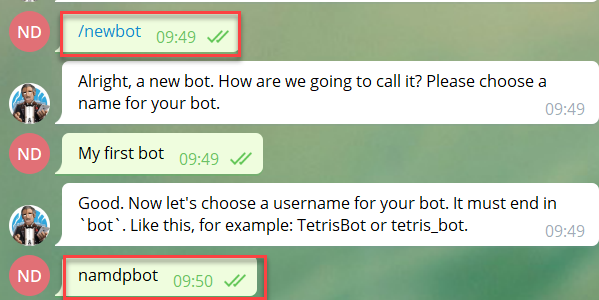 ND
/newbot 09:49
Alright, a new bot. How are we going to call it? Please choose a
name for your bot.
09:49
ND
My first bot 09:49
Good. Now let's choose a username for your bot. It must end in
`bot`. Like this, for example: TetrisBot or tetris_bot.
09:49
ND
namdpbot 09:50